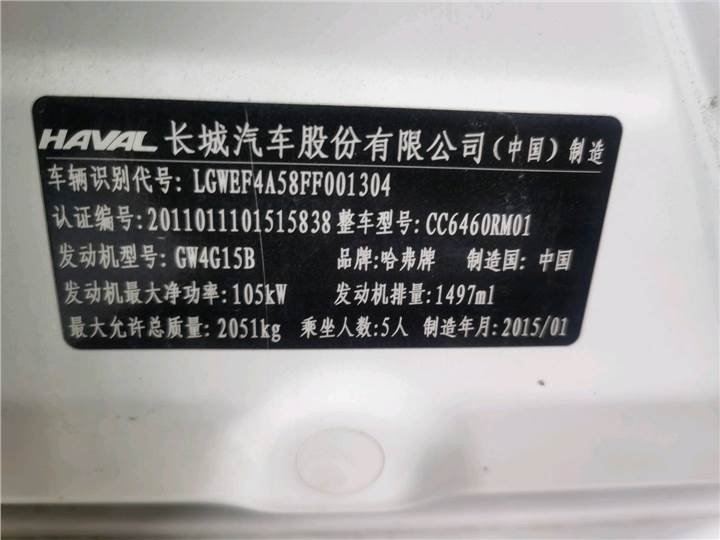 HAVAL 长城汽车股份有限公司(中国)制造
车辆识别代号: LGWEF4A58FF001304
认证编号:2011011101515838 整车型号:CC6460RM01
发动机型号: GW4G15B 品牌:哈弗牌 制造国: 中国
发动机最大净功率:105kW 发动机排量:1497ml
最大允许总质量: 2051kg 乘坐人数:5人 制造年月:2015/01